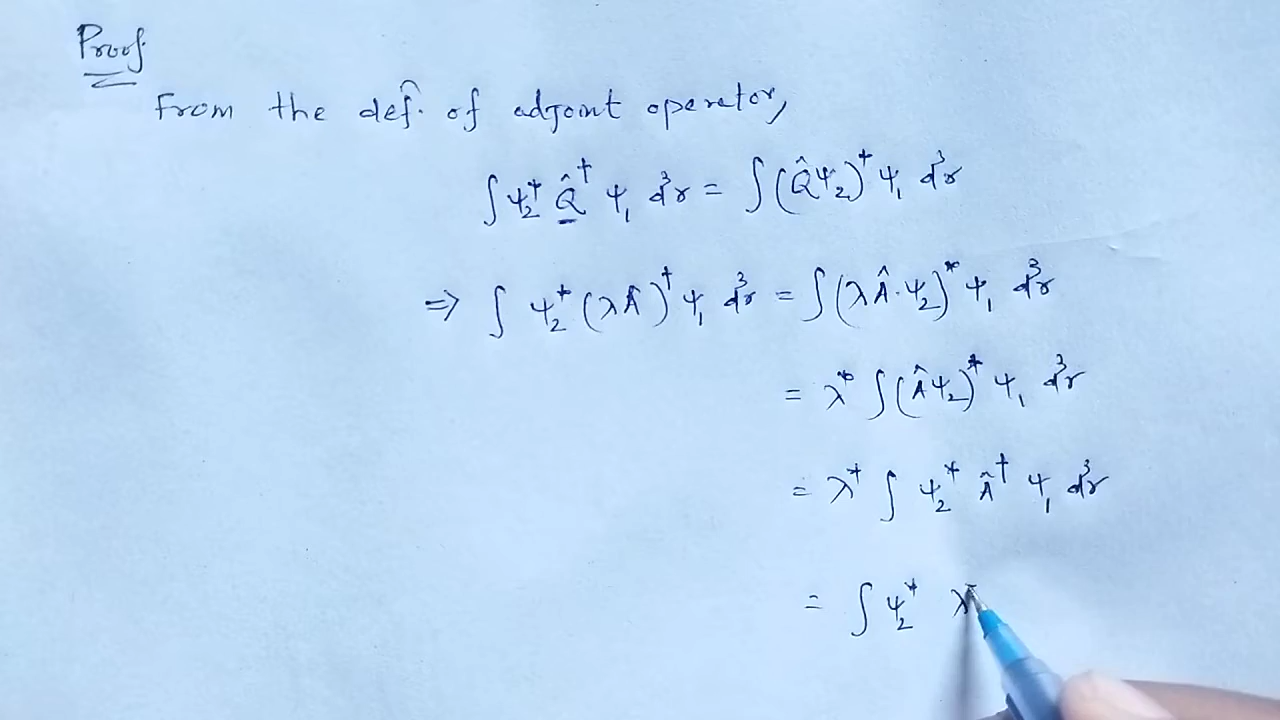 Proof
From the def^n. of adjoint operator,
∫ψ₂* Q̂† ψ₁ d³r = ∫(Q̂ψ₂)* ψ₁ d³r
⇒ ∫ ψ₂* (λÂ)† ψ₁ d³r = ∫(λÂ·ψ₂)* ψ₁ d³r
= λ* ∫(Âψ₂)* ψ₁ d³r
= λ* ∫ ψ₂* Â† ψ₁ d³r
= ∫ ψ₂* λ*